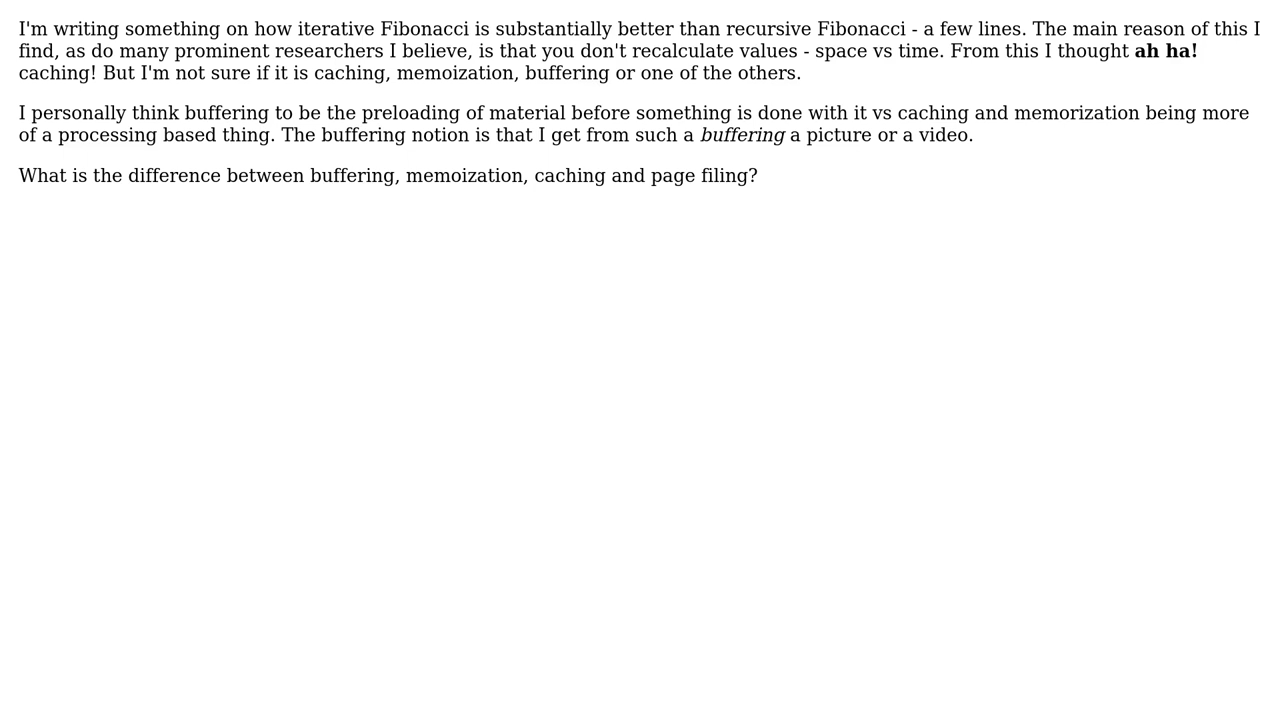 I'm writing something on how iterative Fibonacci is substantially better than recursive Fibonacci - a few lines. The main reason of this I
find, as do many prominent researchers I believe, is that you don't recalculate values - space vs time. From this I thought ah ha!
caching! But I'm not sure if it is caching, memoization, buffering or one of the others.
I personally think buffering to be the preloading of material before something is done with it vs caching and memorization being more
of a processing based thing. The buffering notion is that I get from such a buffering a picture or a video.
What is the difference between buffering, memoization, caching and page filing?